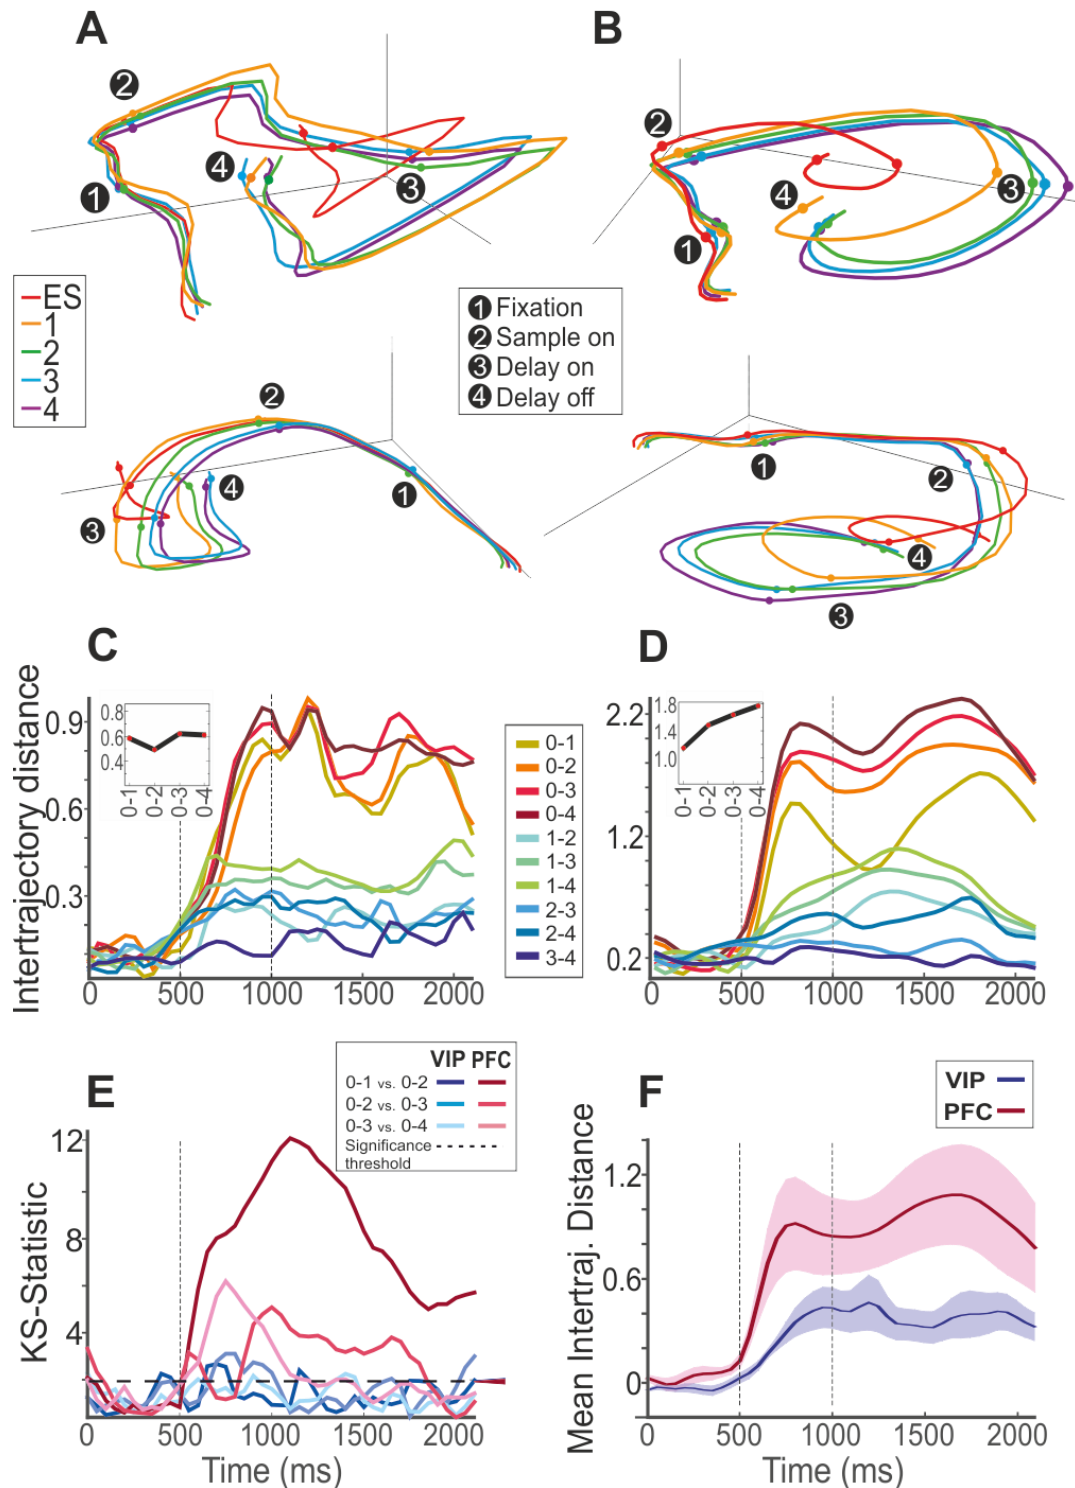 A
B
2
2
1
4
3
4
3
1
ES
1
2
3
4
1 Fixation
2 Sample on
3 Delay on
4 Delay off
2
4
1
3
1
2
4
3
C
D
Intertrajectory distance
0.9
0.6
0.3
0.8
0.6
0.4
0-1
0-2
0-3
0-4
0 500 1000 1500 2000
0-1
0-2
0-3
0-4
1-2
1-3
1-4
2-3
2-4
3-4
2.2
1.2
0.2
1.8
1.4
1.0
0-1
0-2
0-3
0-4
0 500 1000 1500 2000
E
VIP PFC
0-1 vs. 0-2
0-2 vs. 0-3
0-3 vs. 0-4
Significance
threshold
KS-Statistic
12
8
4
0 500 1000 1500 2000
Time (ms)
F
VIP
PFC
Mean Intertraj. Distance
1.2
0.6
0
0 500 1000 1500 2000
Time (ms)